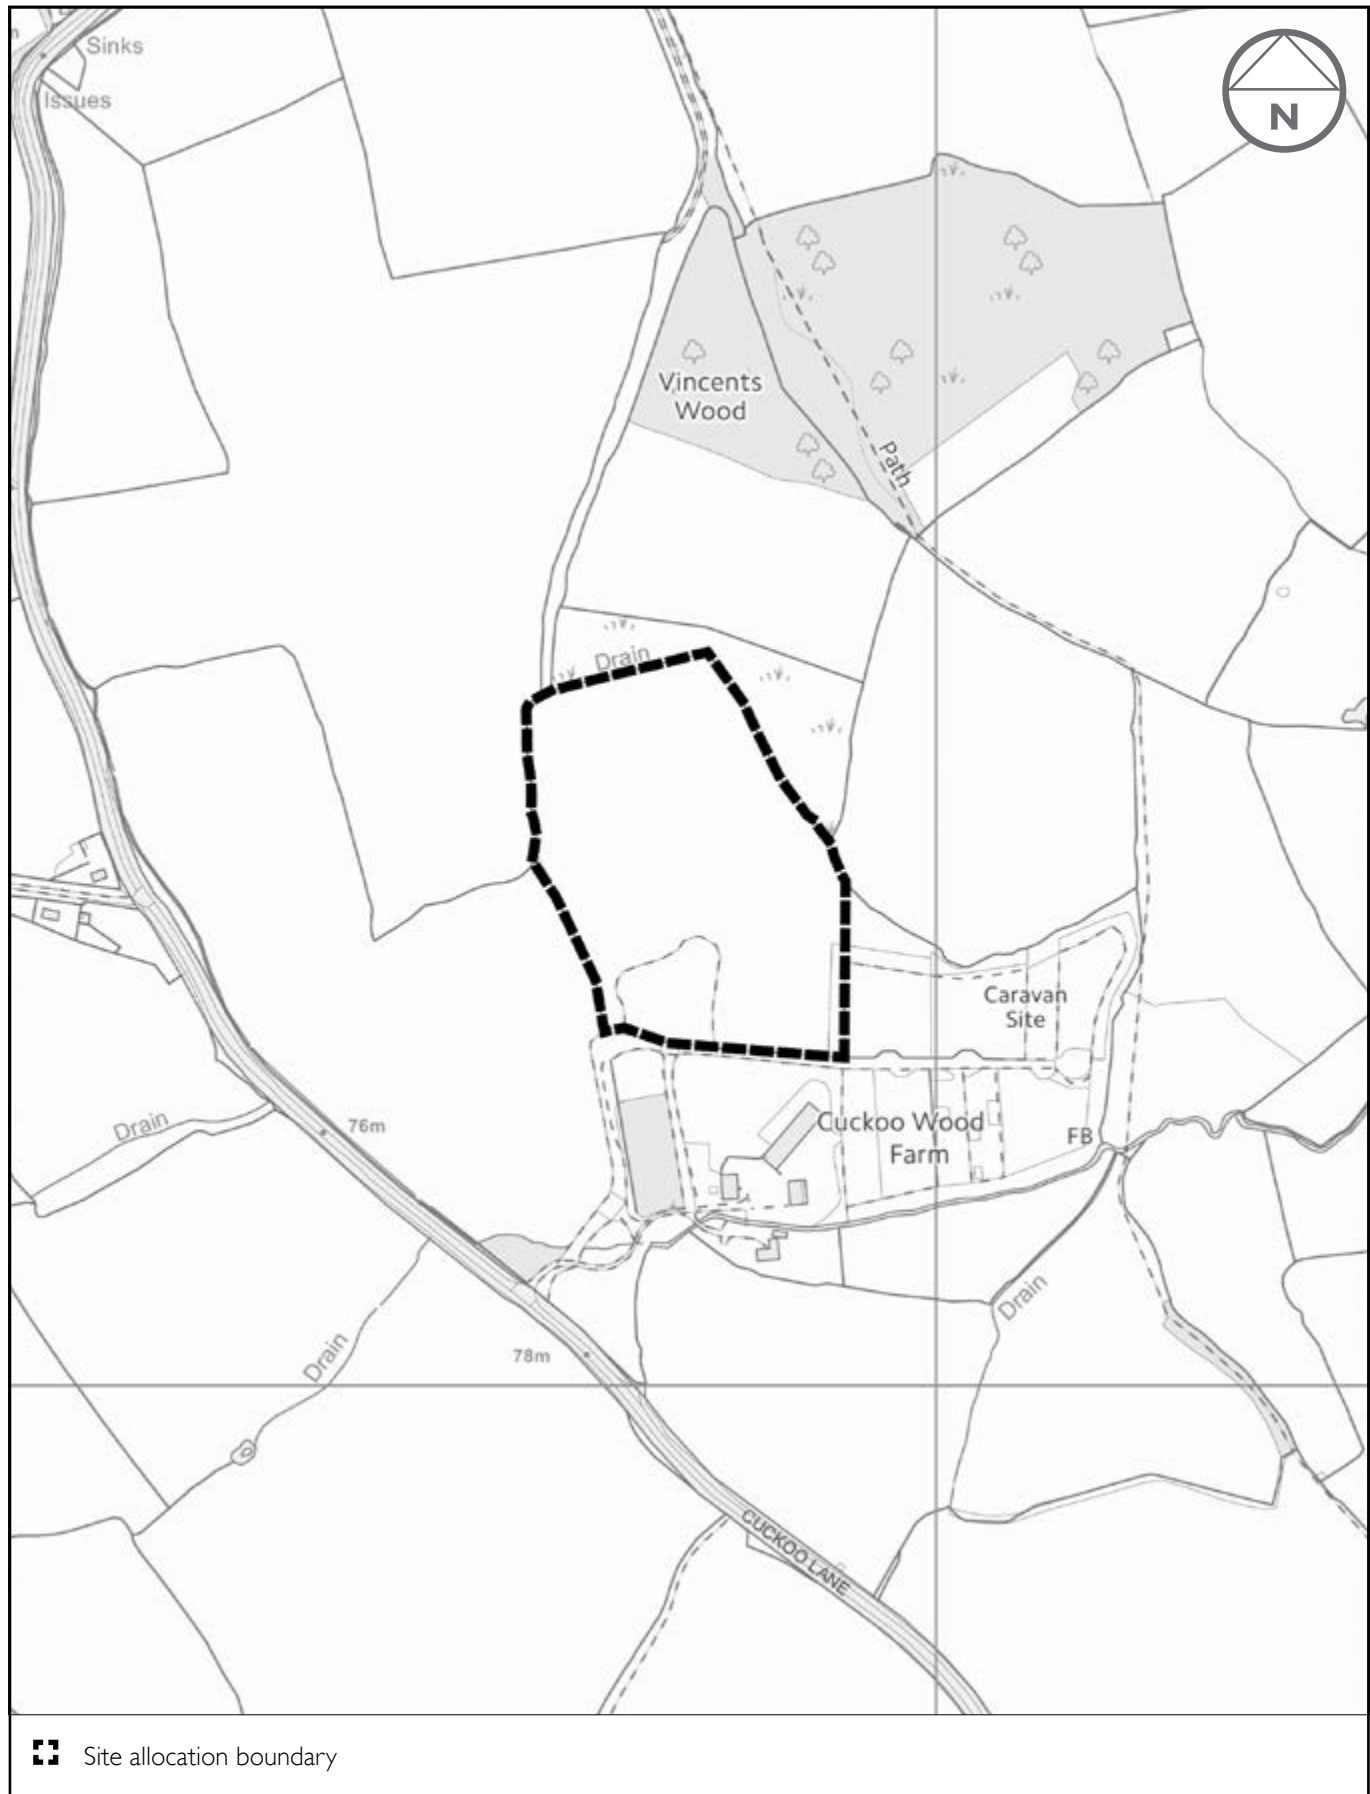 Sinks
Issues
N
Vincents
Wood
Path
Drain
Caravan
Site
Cuckoo Wood
Farm
FB
Drain
76m
Drain
Drain
78m
CUCKOO LANE
Site allocation boundary